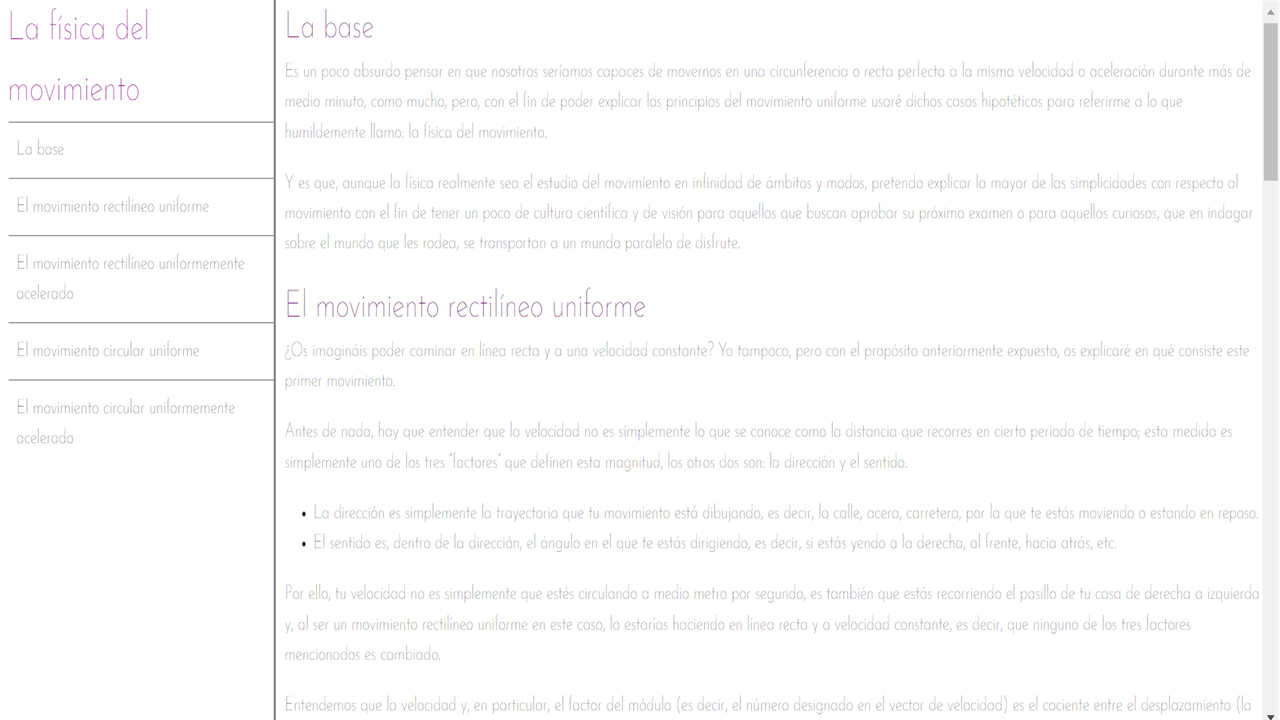 La física del
movimiento
La base
El movimiento rectilíneo uniforme
El movimiento rectilíneo uniformemente
acelerado
El movimiento circular uniforme
El movimiento circular uniformemente
acelerado
La base
Es un poco absurdo pensar en que nosotros seríamos capaces de movernos en una circunferencia o recta perfecta a la misma velocidad o aceleración durante más de
medio minuto, como mucho, pero, con el fin de poder explicar los principios del movimiento uniforme usaré dichos casos hipotéticos para referirme a lo que
humildemente llamo: la física del movimiento.
Y es que, aunque la física realmente sea el estudio del movimiento en infinidad de ámbitos y modos, pretendo explicar la mayor de las simplicidades con respecto al
movimiento con el fin de tener un poco de cultura científica y de visión para aquellos que buscan aprobar su próximo examen o para aquellos curiosos, que en indagar
sobre el mundo que les rodea, se transportan a un mundo paralelo de disfrute.
El movimiento rectilíneo uniforme
¿Os imagináis poder caminar en línea recta y a una velocidad constante? Yo tampoco, pero con el propósito anteriormente expuesto, os explicaré en qué consiste este
primer movimiento.
Antes de nada, hay que entender que la velocidad no es simplemente lo que se conoce como la distancia que recorres en cierto periodo de tiempo; esta medida es
simplemente uno de los tres "factores" que definen esta magnitud, los otros dos son: la dirección y el sentido.
• La dirección es simplemente la trayectoria que tu movimiento está dibujando, es decir, la calle, acera, carretera, por la que te estás moviendo o estando en reposo.
• El sentido es, dentro de la dirección, el ángulo en el que te estás dirigiendo, es decir, si estás yendo a la derecha, al frente, hacia atrás, etc.
Por ello, tu velocidad no es simplemente que estés circulando a medio metro por segundo, es también que estás recorriendo el pasillo de tu casa de derecha a izquierda
y, al ser un movimiento rectilíneo uniforme en este caso, lo estarías haciendo en línea recta y a velocidad constante, es decir, que ninguno de los tres factores
mencionados es cambiado.
Entendemos que la velocidad y, en particular, el factor del módulo (es decir, el número designado en el vector de velocidad) es el cociente entre el desplazamiento (la